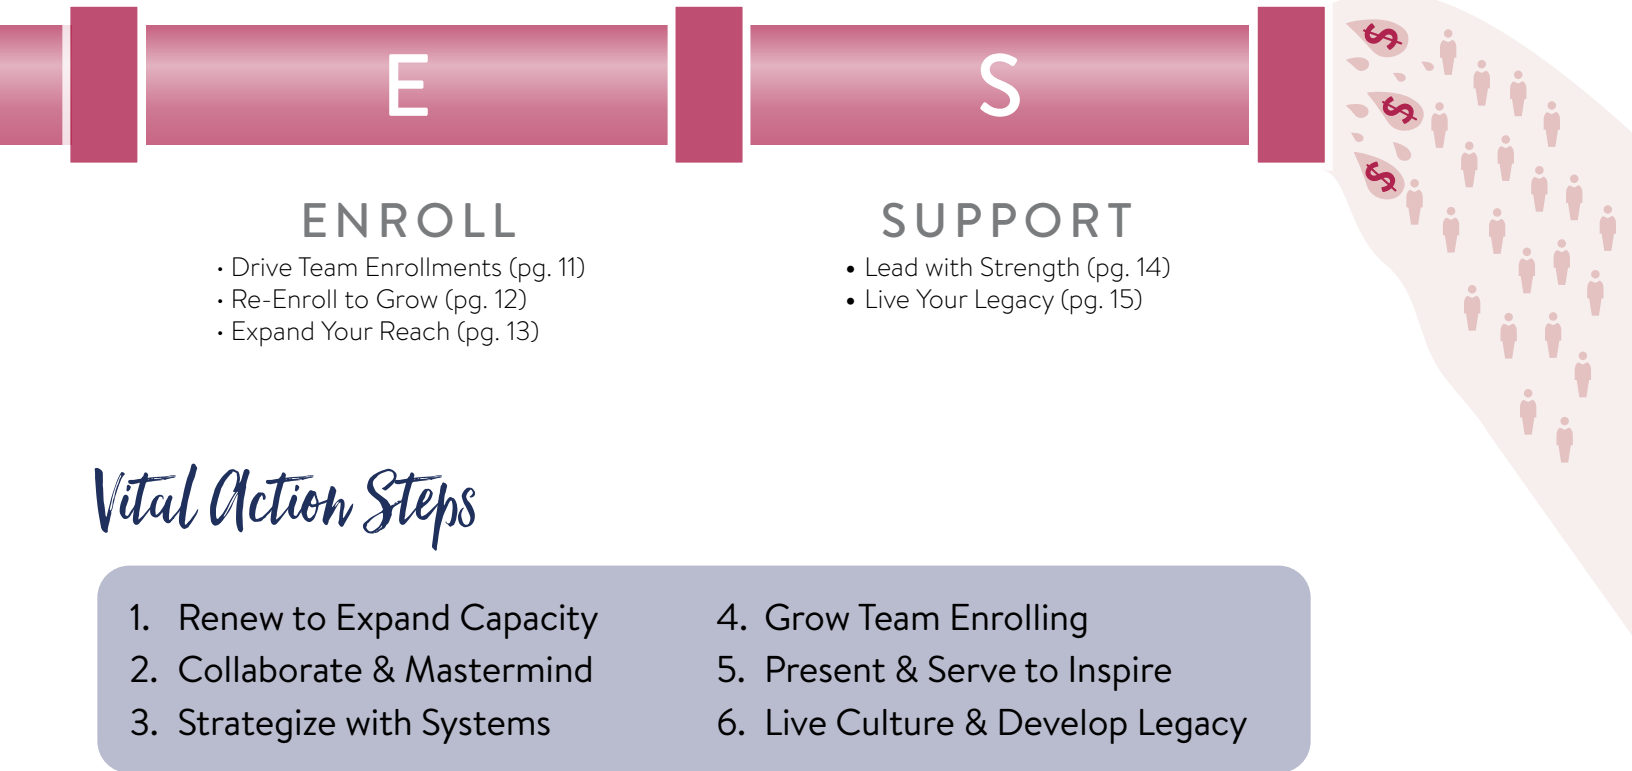 E
S
$
$
$
ENROLL
• Drive Team Enrollments (pg. 11)
• Re-Enroll to Grow (pg. 12)
• Expand Your Reach (pg. 13)
SUPPORT
• Lead with Strength (pg. 14)
• Live Your Legacy (pg. 15)
Vital Action Steps
1. Renew to Expand Capacity
2. Collaborate & Mastermind
3. Strategize with Systems
4. Grow Team Enrolling
5. Present & Serve to Inspire
6. Live Culture & Develop Legacy